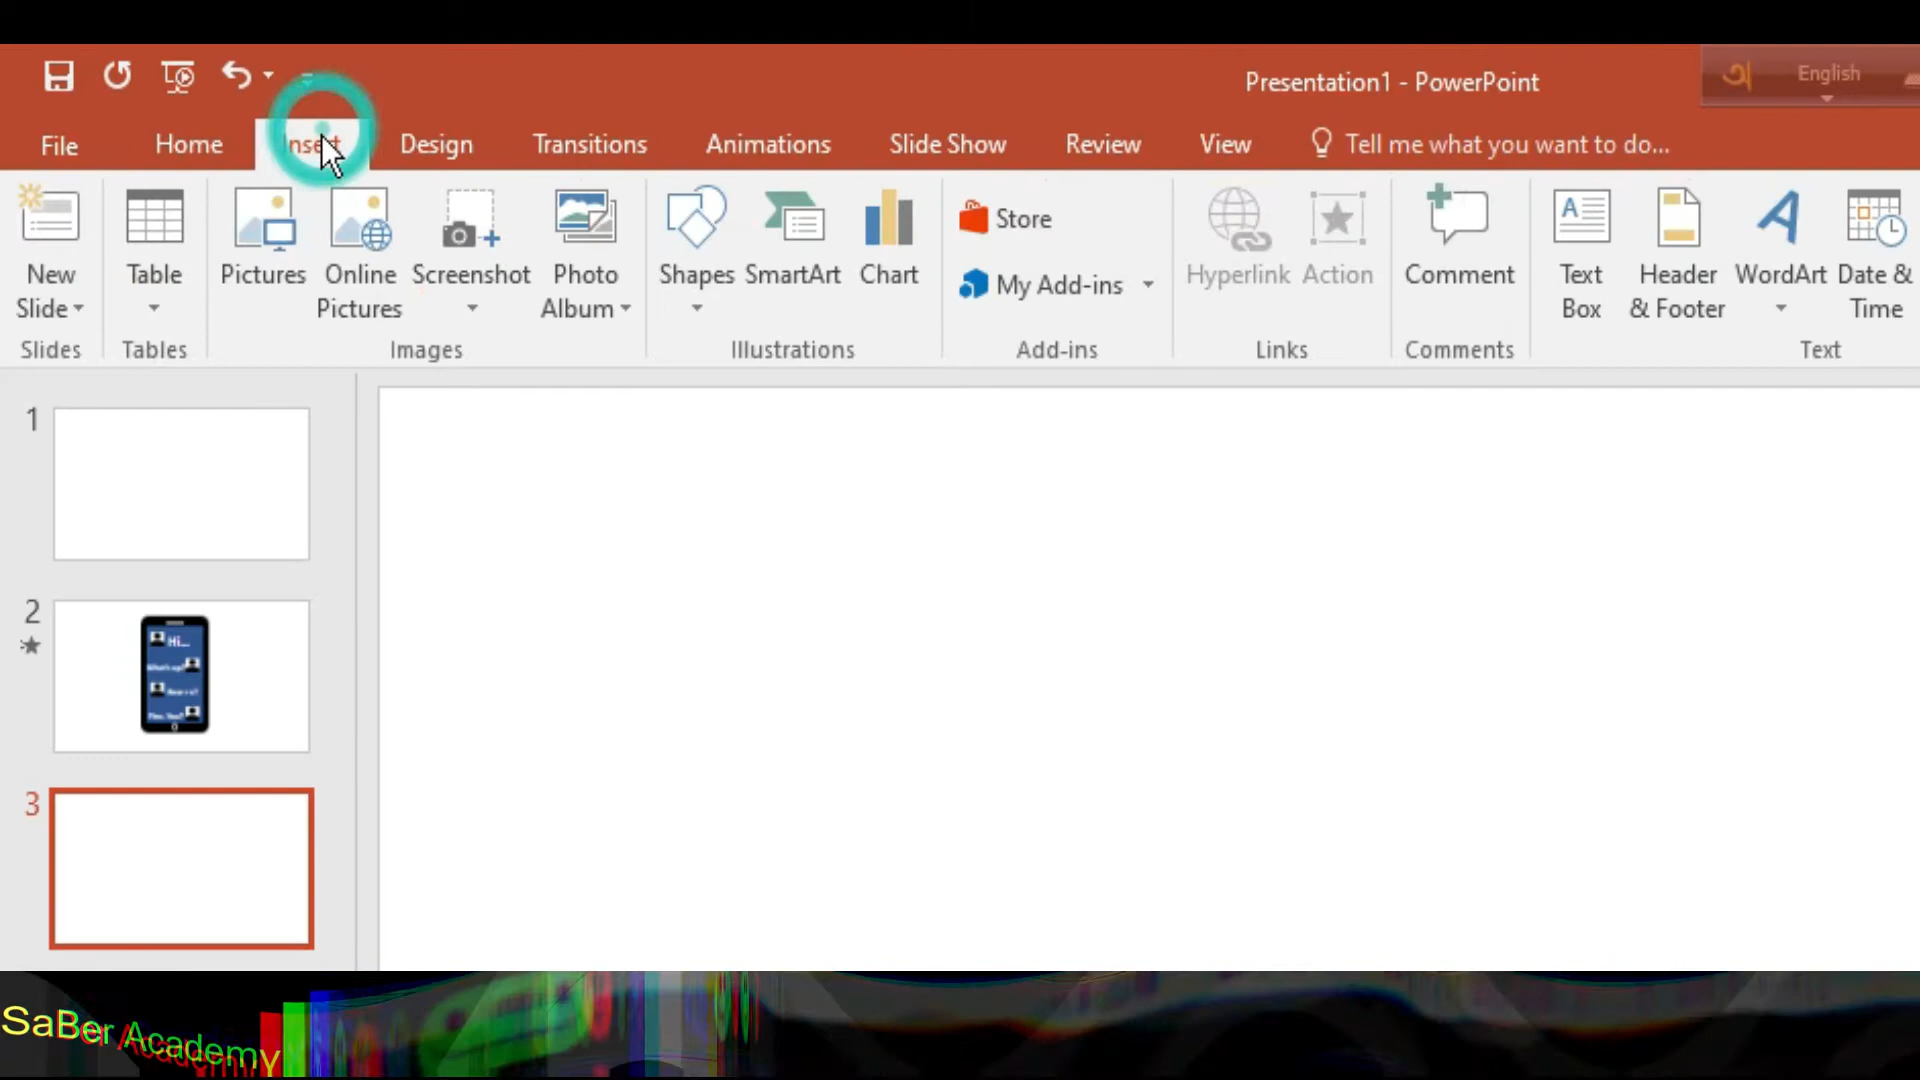 Presentation1 - PowerPoint
অ English
File Home Insert Design Transitions Animations Slide Show Review View Tell me what you want to do...
New Slide
Table
Pictures
Online Pictures
Screenshot
Photo Album
Shapes
SmartArt
Chart
Store
My Add-ins
Hyperlink
Action
Comment
Text Box
Header & Footer
WordArt
Date & Time
Slides Tables Images Illustrations Add-ins Links Comments Text
1
2
Hi...
3
SaBer Academy